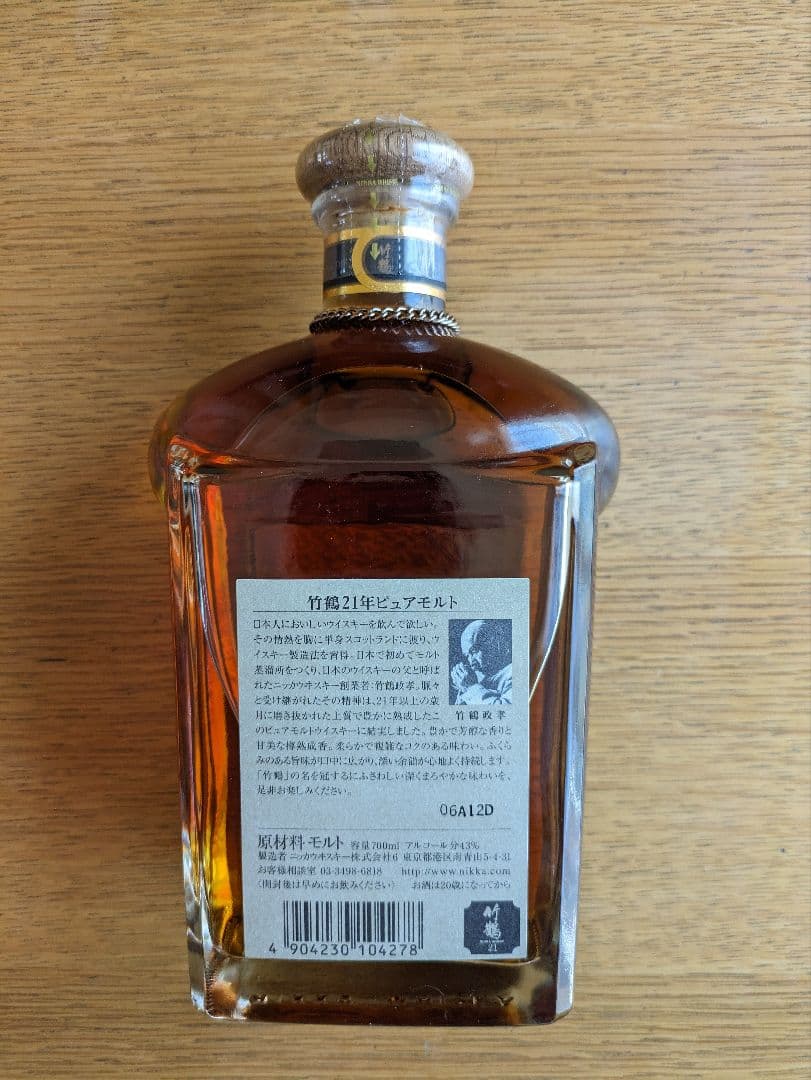 竹鶴
竹鶴21年ピュアモルト
日本人においしいウイスキーを飲んで欲しい。
その情熱を胸に単身スコットランドに渡り、ウ
イスキー製造法を習得。日本で初めてモルト
蒸溜所をつくり、日本のウイスキーの父と呼ば
れたニッカウヰスキー創業者:竹鶴政孝。脈々
と受け継がれたその精神は、21年以上の歳
月に磨き抜かれた上質で豊かに熟成したこ
のピュアモルトウイスキーに結実しました。豊かで芳醇な香りと
甘美な樽熟成香。柔らかで複雑なコクのある味わい。ふくら
みのある旨味が口中に広がり、深い余韻が心地よく持続します。
「竹鶴」の名を冠するにふさわしい深くまろやかな味わいを、
是非お楽しみください。
竹鶴政孝
06A12D
原材料・モルト 容量700ml アルコール分43%
製造者 ニッカウヰスキー株式会社6 東京都港区南青山5-4-31
お客様相談室 03-3498-6818 http://www.nikka.com
〈開封後は早めにお飲みください〉 お酒は20歳になってから
4 904230 104278
竹鶴
21